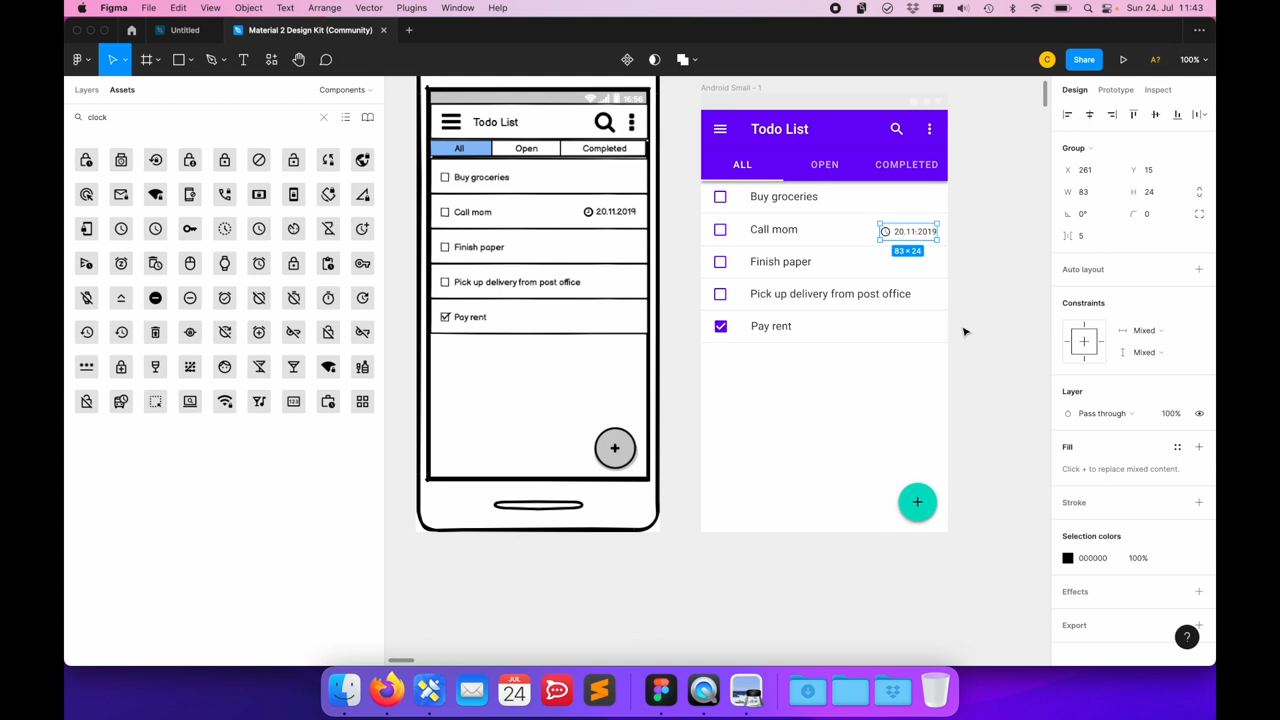 Figma File Edit View Object Text Arrange Vector Plugins Window Help Sun 24. Jul 11:43
Untitled Material 2 Design Kit (Community)
C Share A? 100%
Layers Assets Components
clock
Android Small - 1
16:56
Todo List
All Open Completed
Buy groceries
Call mom 20.11.2019
Finish paper
Pick up delivery from post office
Pay rent
+
Todo List
ALL OPEN COMPLETED
Buy groceries
Call mom 20.11.2019
83 × 24
Finish paper
Pick up delivery from post office
Pay rent
+
Design Prototype Inspect
Group
X 261 Y 15
W 83 H 24
0° 0
5
Auto layout
Constraints
Mixed
Mixed
Layer
Pass through 100%
Fill
Click + to replace mixed content.
Stroke
Selection colors
000000 100%
Effects
Export
?
JUL
24